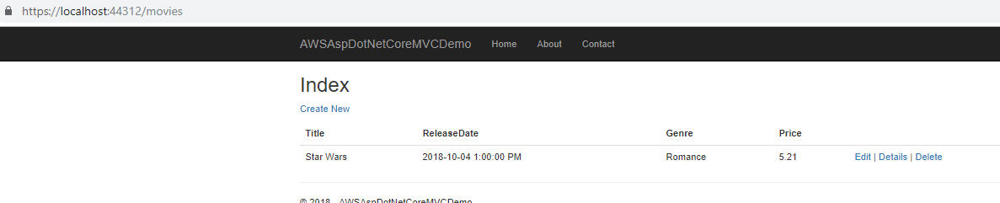 https://localhost:44312/movies
AWSAspDotNetCoreMVCDemo Home About Contact
Index
Create New
Title ReleaseDate Genre Price
Star Wars 2018-10-04 1:00:00 PM Romance 5.21 Edit | Details | Delete
© 2018 - AWSAspDotNetCoreMVCDemo